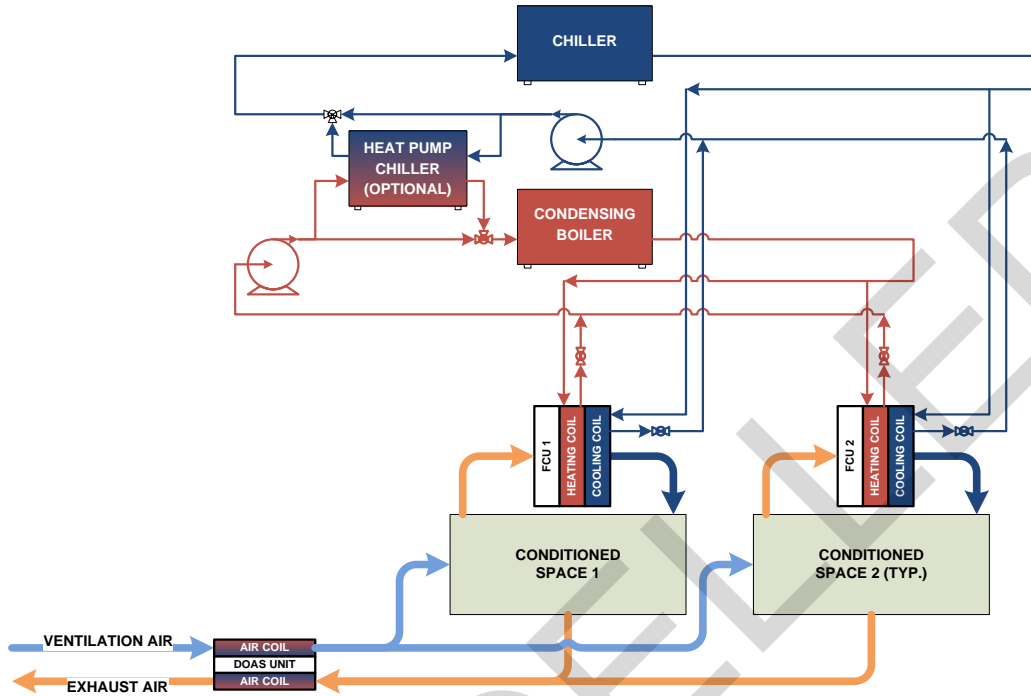 CHILLER
HEAT PUMP
CHILLER
(OPTIONAL)
CONDENSING
BOILER
FCU 1
HEATING COIL
COOLING COIL
FCU 2
HEATING COIL
COOLING COIL
CONDITIONED
SPACE 1
CONDITIONED
SPACE 2 (TYP.)
VENTILATION AIR
AIR COIL
DOAS UNIT
AIR COIL
EXHAUST AIR